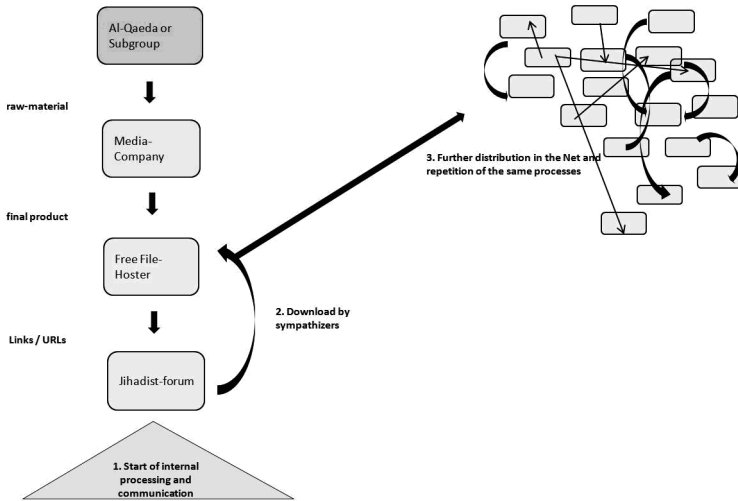 Al-Qaeda or
Subgroup
raw-material
Media-
Company
final product
Free File-
Hoster
Links / URLs
Jihadist-forum
1. Start of internal
processing and
communication
2. Download by
sympathizers
3. Further distribution in the Net and
repetition of the same processes